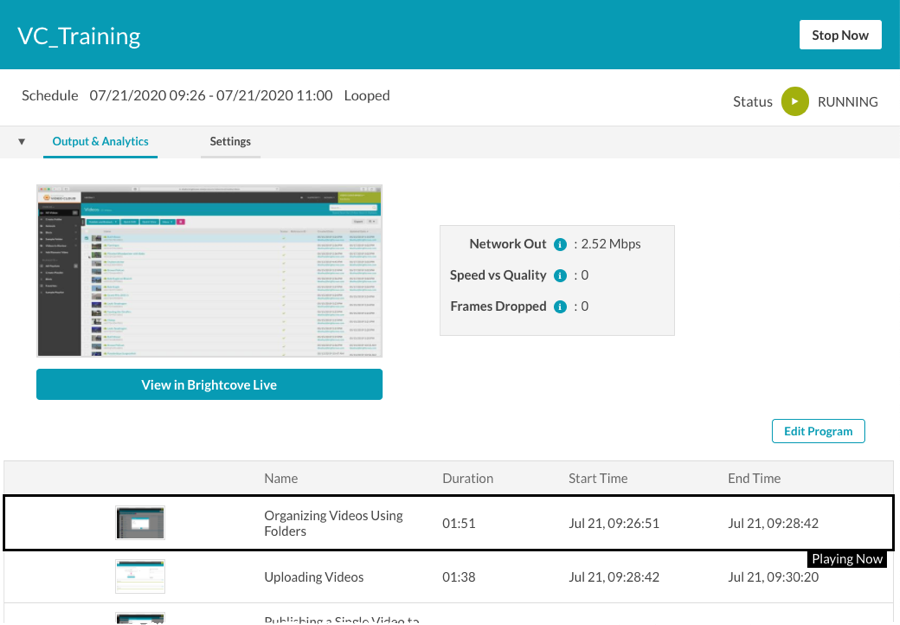 VC_Training
Stop Now
Schedule 07/21/2020 09:26 - 07/21/2020 11:00 Looped
Status RUNNING
Output & Analytics Settings
Videos
Network Out : 2.52 Mbps
Speed vs Quality : 0
Frames Dropped : 0
View in Brightcove Live
Edit Program
Name Duration Start Time End Time
Organizing Videos Using
Folders
01:51 Jul 21, 09:26:51 Jul 21, 09:28:42
Playing Now
Uploading Videos 01:38 Jul 21, 09:28:42 Jul 21, 09:30:20
Publishing a Single Video to